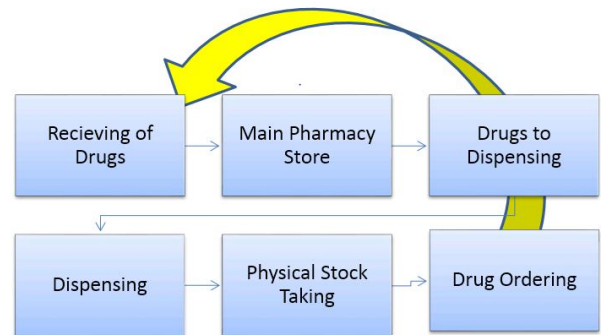 Recieving of
Drugs
Main Pharmacy
Store
Drugs to
Dispensing
Dispensing
Physical Stock
Taking
Drug Ordering